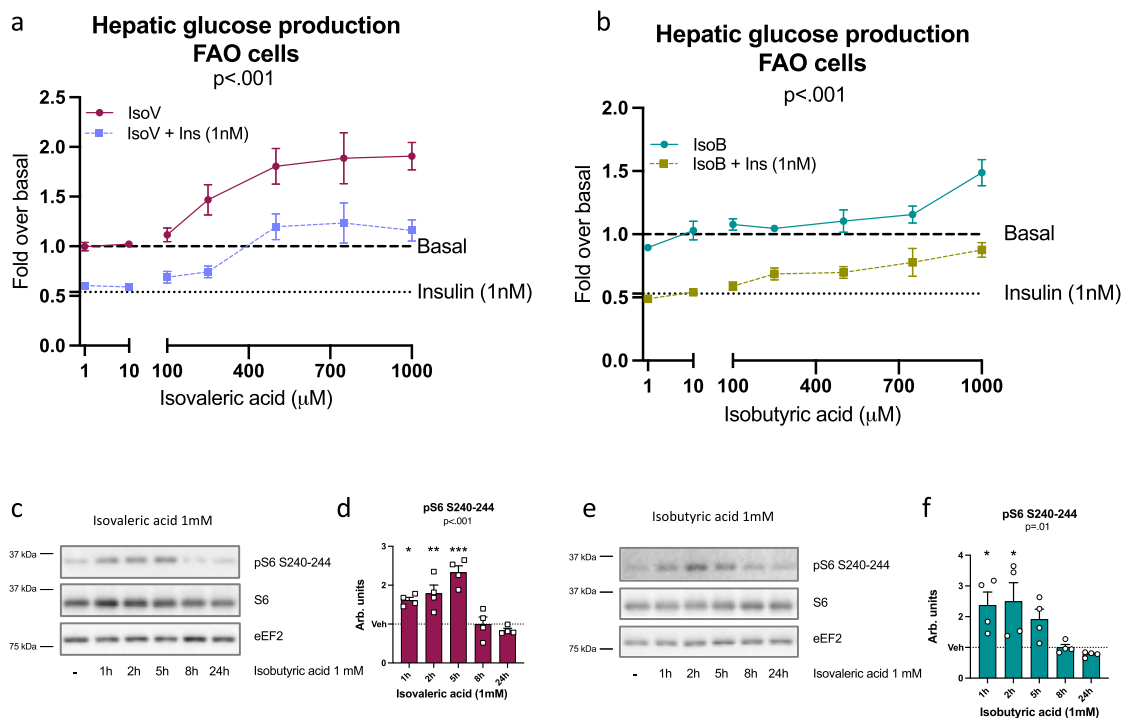 a
Hepatic glucose production
FAO cells
p<.001
2.5
2.0
1.5
1.0
0.5
0.0
Fold over basal
IsoV
IsoV + Ins (1nM)
Basal
Insulin (1nM)
1
10
100
400
700
1000
Isovaleric acid (μM)
b
Hepatic glucose production
FAO cells
p<.001
2.0
1.5
1.0
0.5
0.0
Fold over basal
IsoB
IsoB + Ins (1nM)
Basal
Insulin (1nM)
1
10
100
400
700
1000
Isobutyric acid (μM)
c
Isovaleric acid 1mM
37 kDa
75 kDa
pS6 S240-244
S6
eEF2
- 1h 2h 5h 8h 24h Isobutyric acid 1 mM
d
pS6 S240-244
p<.001
* ** ***
3
2
Veh
0
Arb. units
1h 2h 5h 8h 24h
Isovaleric acid (1mM)
e
Isobutyric acid 1mM
37 kDa
75 kDa
pS6 S240-244
S6
eEF2
- 1h 2h 5h 8h 24h Isovaleric acid 1 mM
f
pS6 S240-244
p=.01
* *
4
3
2
Veh
0
Arb. units
1h 2h 5h 8h 24h
Isobutyric acid (1mM)